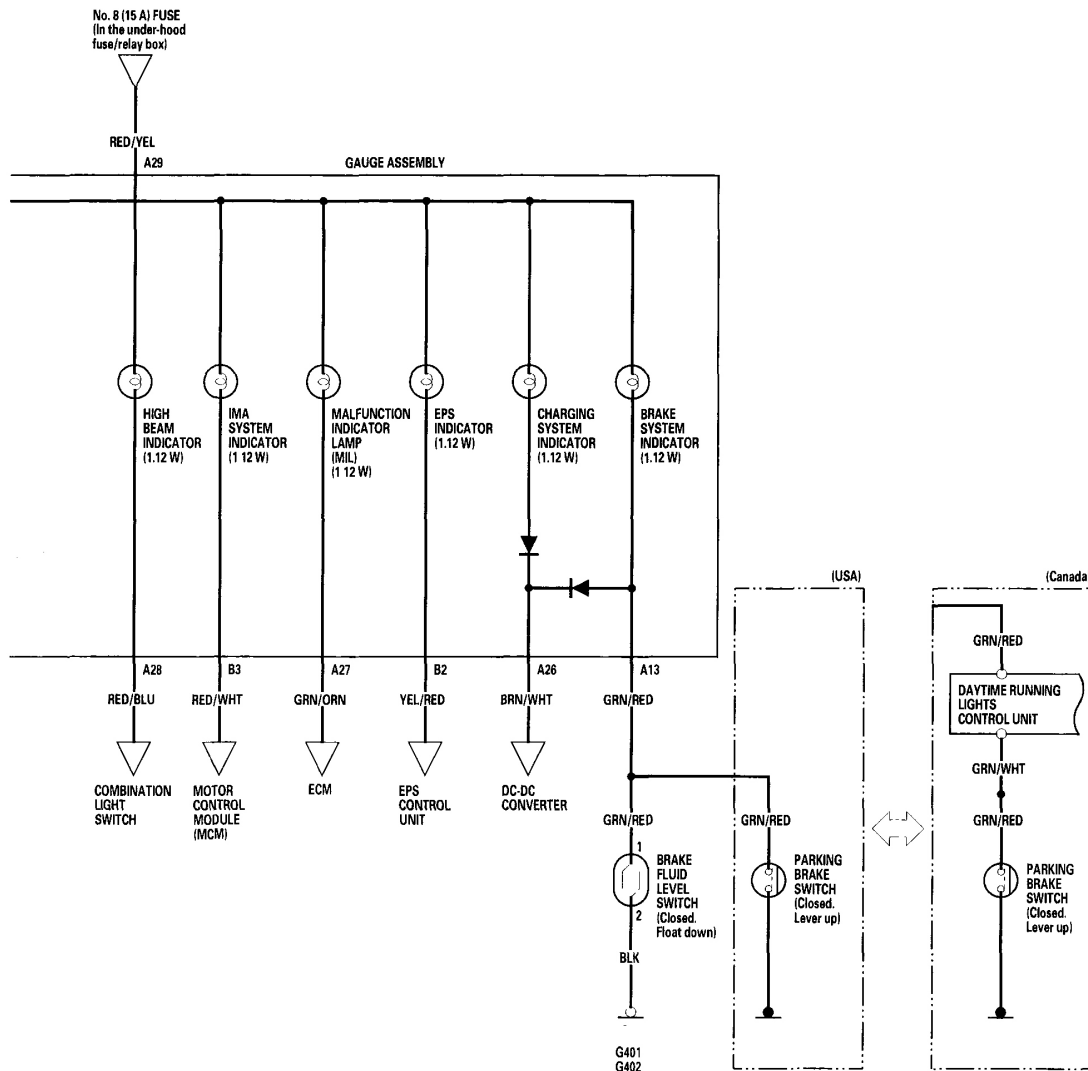 No. 8 (15 A) FUSE
(In the under-hood
fuse/relay box)
RED/YEL
A29
GAUGE ASSEMBLY
HIGH
BEAM
INDICATOR
(1.12 W)
IMA
SYSTEM
INDICATOR
(1 12 W)
MALFUNCTION
INDICATOR
LAMP
(MIL)
(1 12 W)
EPS
INDICATOR
(1.12 W)
CHARGING
SYSTEM
INDICATOR
(1.12 W)
BRAKE
SYSTEM
INDICATOR
(1.12 W)
(USA)
(Canada
GRN/RED
DAYTIME RUNNING
LIGHTS
CONTROL UNIT
GRN/WHT
GRN/RED
A28
B3
A27
B2
A26
A13
RED/BLU
RED/WHT
GRN/ORN
YEL/RED
BRN/WHT
GRN/RED
COMBINATION
LIGHT
SWITCH
MOTOR
CONTROL
MODULE
(MCM)
ECM
EPS
CONTROL
UNIT
DC-DC
CONVERTER
GRN/RED
GRN/RED
1
2
BRAKE
FLUID
LEVEL
SWITCH
(Closed.
Float down)
PARKING
BRAKE
SWITCH
(Closed.
Lever up)
PARKING
BRAKE
SWITCH
(Closed.
Lever up)
BLK
G401
G402